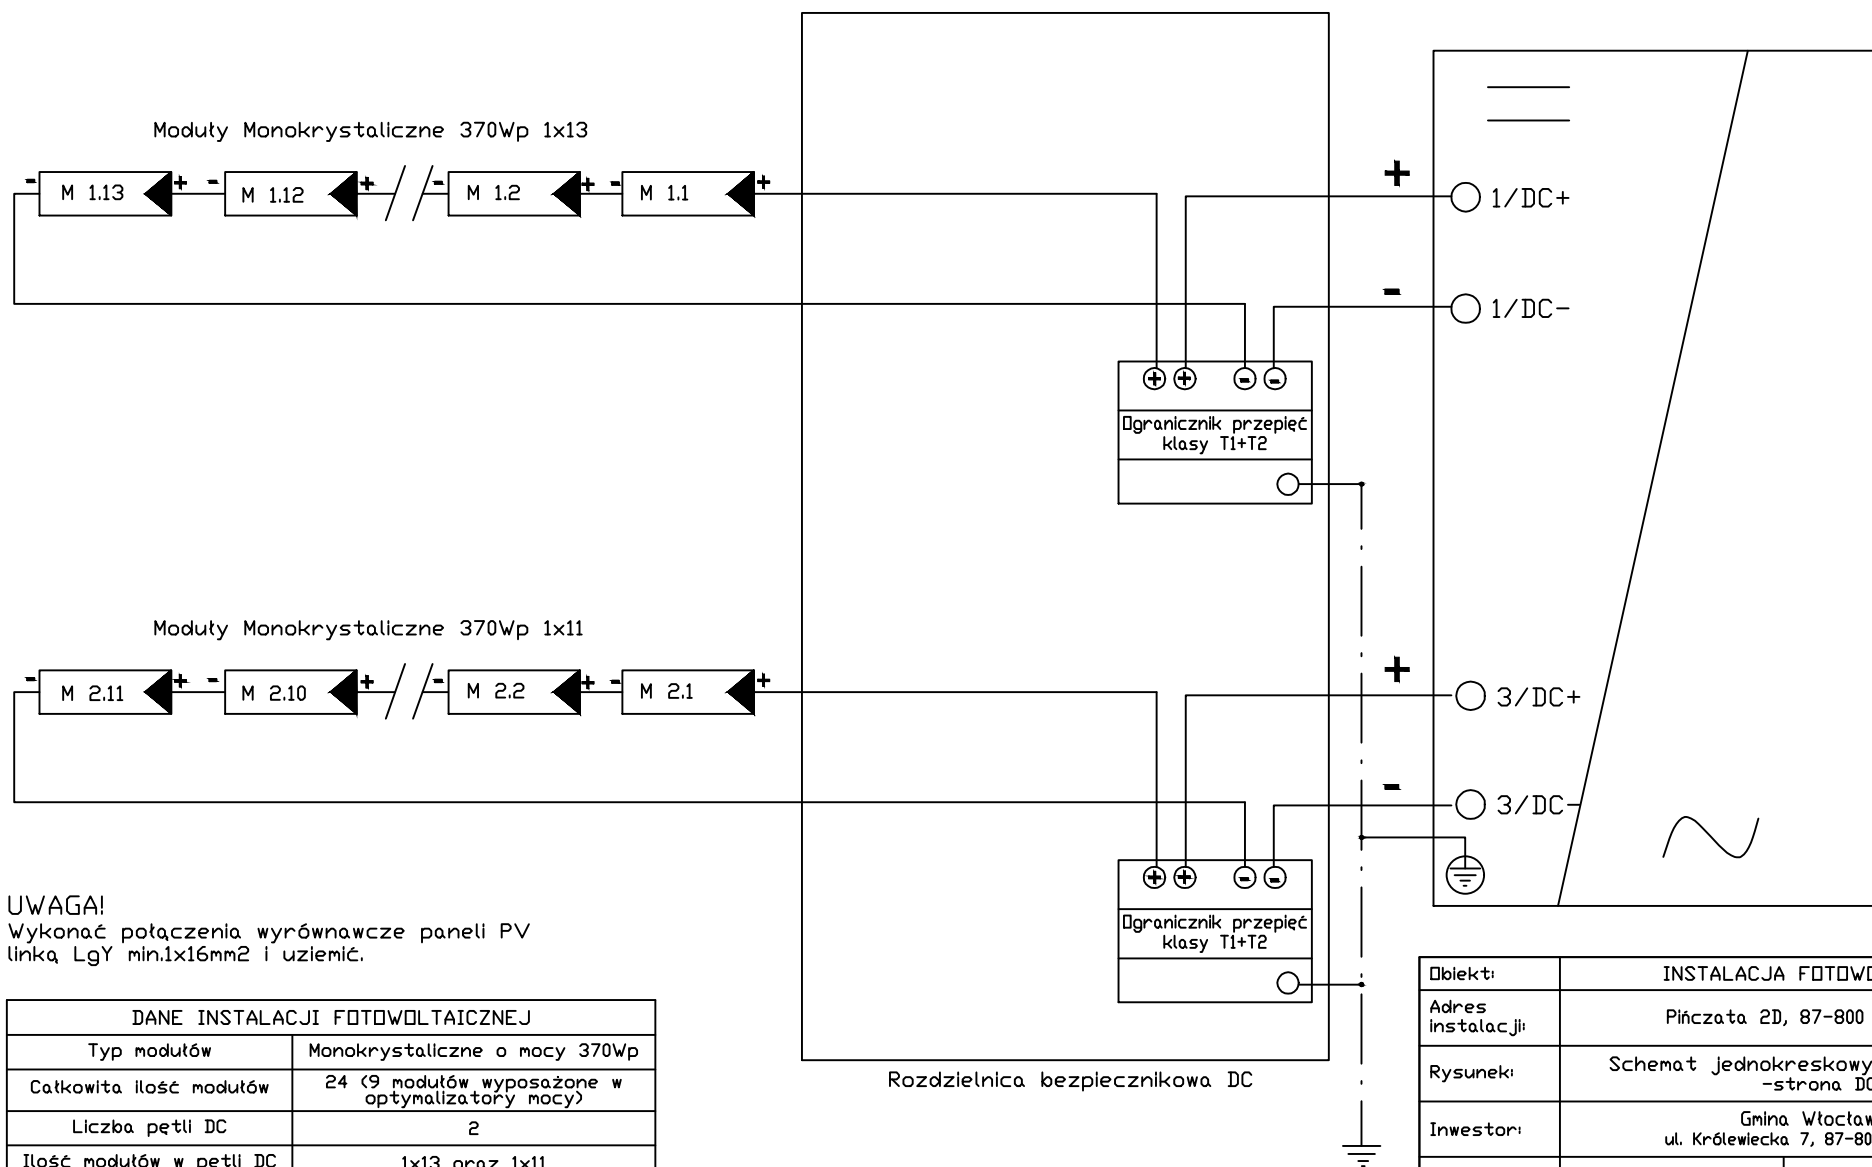 Moduły Monokrystaliczne 370Wp 1x13
- M 1.13 + - M 1.12 + - M 1.2 + - M 1.1 +
+
1/DC+
-
1/DC-
+ + - -
Ogranicznik przepięć
klasy T1+T2
Moduły Monokrystaliczne 370Wp 1x11
- M 2.11 + - M 2.10 + - M 2.2 + - M 2.1 +
+
3/DC+
-
3/DC-
+ + - -
Ogranicznik przepięć
klasy T1+T2
Rozdzielnica bezpiecznikowa DC
UWAGA!
Wykonać połączenia wyrównawcze paneli PV
linką LgY min.1x16mm2 i uziemić.
DANE INSTALACJI FOTOWOLTAICZNEJ
Typ modułów Monokrystaliczne o mocy 370Wp
Całkowita ilość modułów 24 (9 modułów wyposażone w
optymalizatory mocy)
Liczba pętli DC 2
Ilość modułów w pętli DC 1x13 oraz 1x11
Obiekt: INSTALACJA FOTOWO
Adres
instalacji: Pińczata 2D, 87-800
Rysunek: Schemat jednokreskowy
-strona DC
Inwestor: Gmina Włocław
ul. Królewiecka 7, 87-80